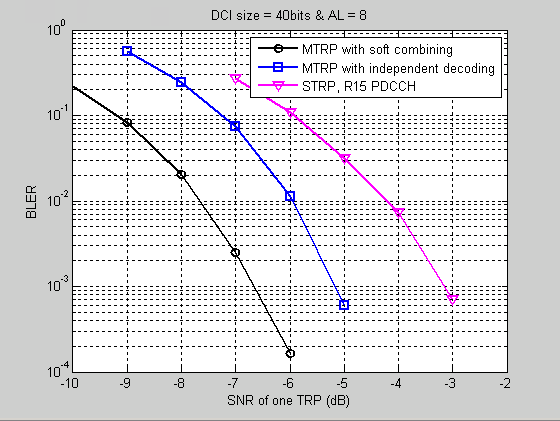 DCI size = 40bits & AL = 8
MTRP with soft combining
MTRP with independent decoding
STRP, R15 PDCCH
BLER
10^0
10^-1
10^-2
10^-3
10^-4
-10 -9 -8 -7 -6 -5 -4 -3 -2
SNR of one TRP (dB)